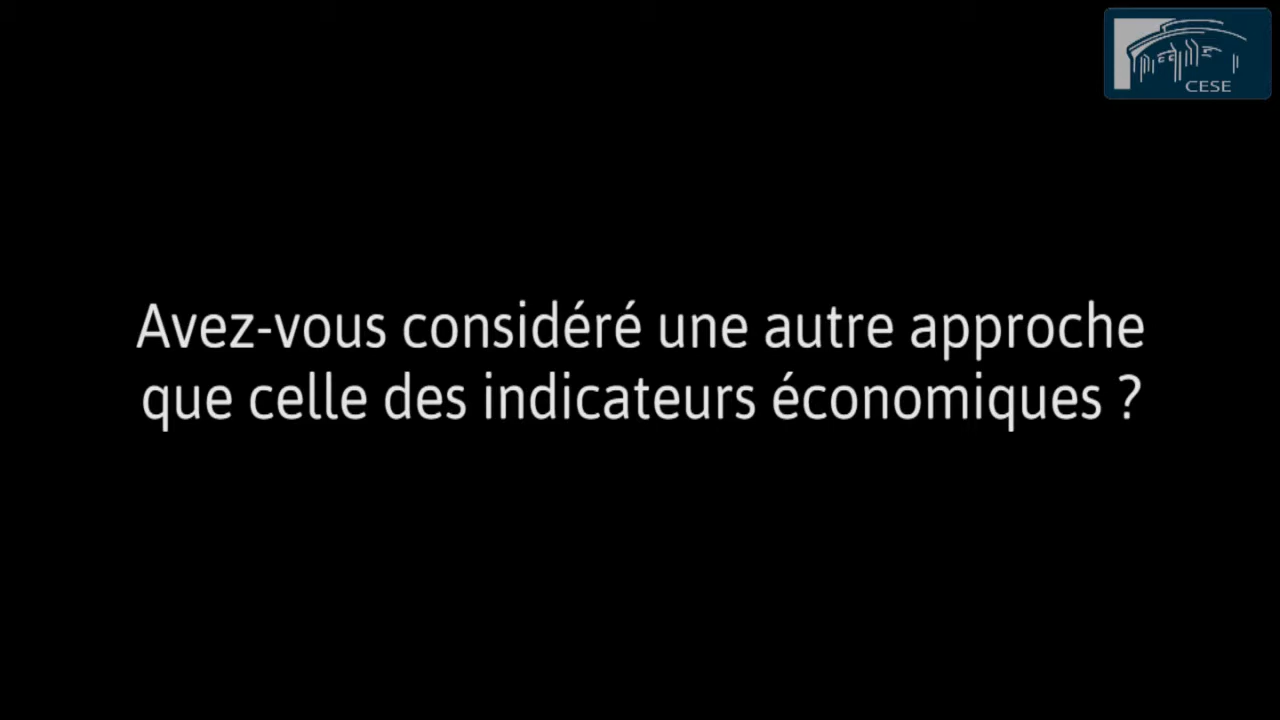 CESE
Avez-vous considéré une autre approche
que celle des indicateurs économiques ?